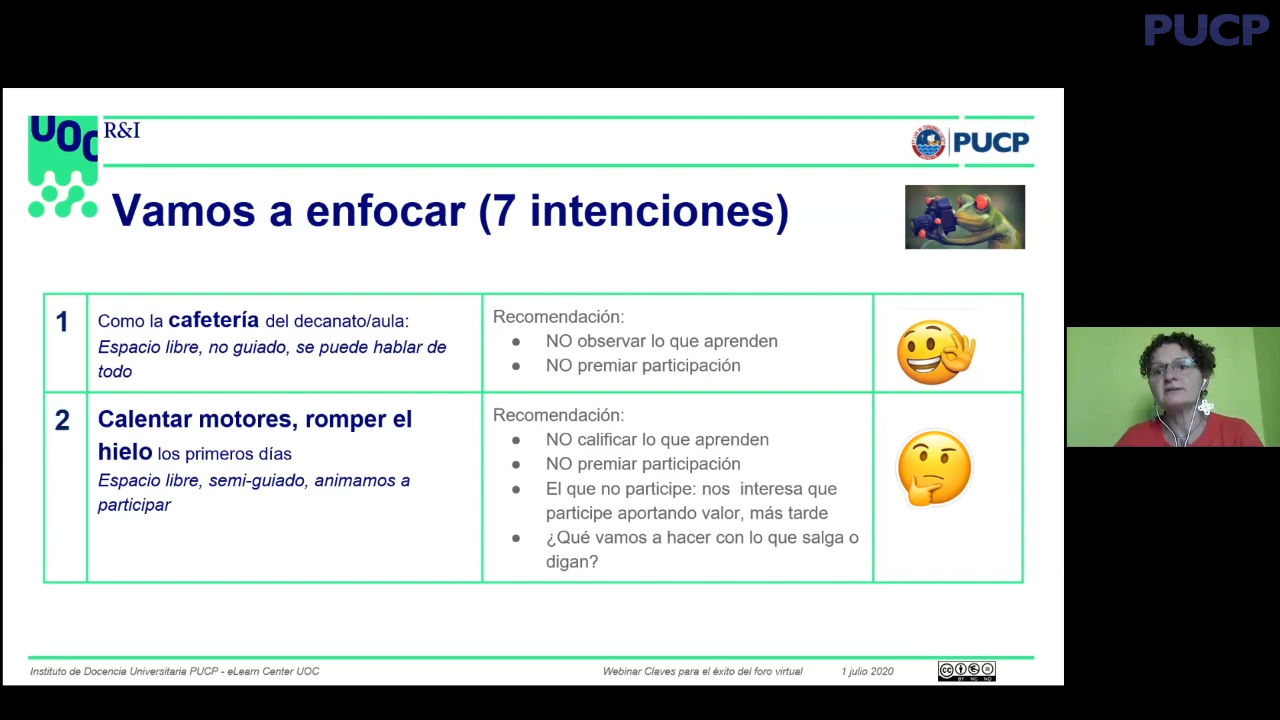 PUCP
UOC
R&I
PUCP
Vamos a enfocar (7 intenciones)
1
Como la cafetería del decanato/aula:
Espacio libre, no guiado, se puede hablar de
todo
Recomendación:
● NO observar lo que aprenden
● NO premiar participación
2
Calentar motores, romper el
hielo los primeros días
Espacio libre, semi-guiado, animamos a
participar
Recomendación:
● NO calificar lo que aprenden
● NO premiar participación
● El que no participe: nos interesa que
participe aportando valor, más tarde
● ¿Qué vamos a hacer con lo que salga o
digan?
Instituto de Docencia Universitaria PUCP - eLearn Center UOC
Webinar Claves para el éxito del foro virtual
1 julio 2020
CC
BY NC ND